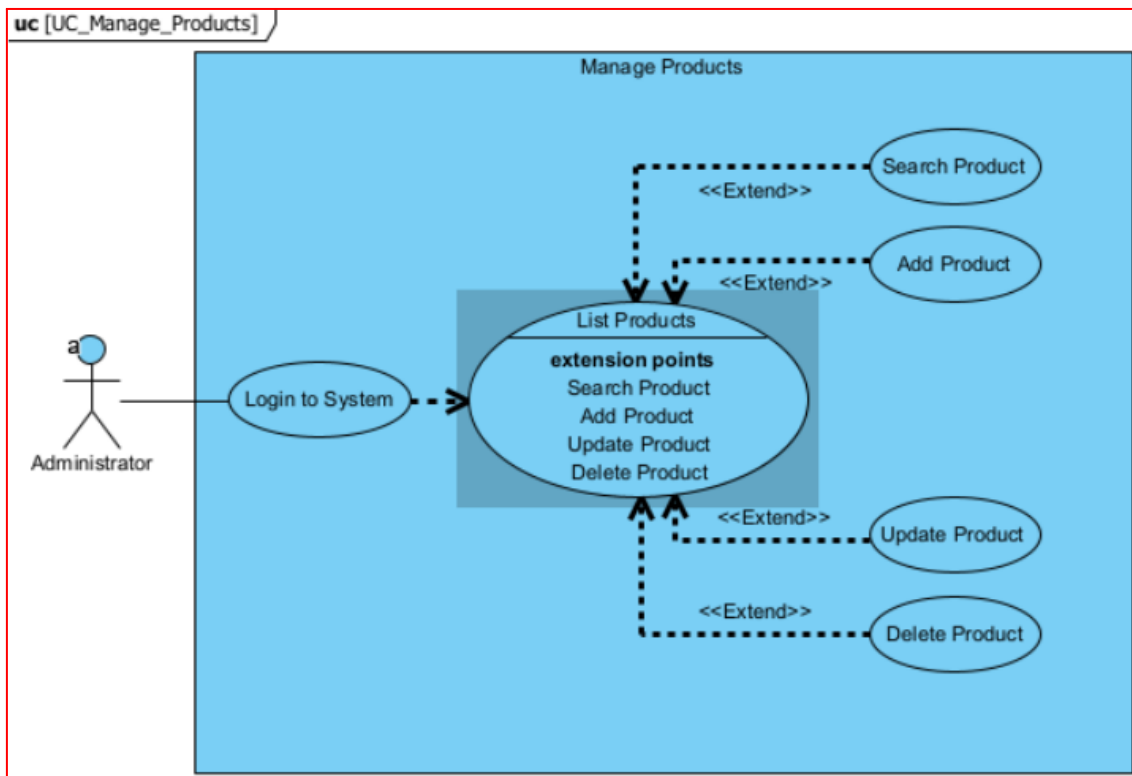 uc [UC_Manage_Products]
Manage Products
Search Product
<<Extend>>
Add Product
<<Extend>>
List Products
extension points
Search Product
Add Product
Update Product
Delete Product
a
Administrator
Login to System
<<Extend>>
Update Product
<<Extend>>
Delete Product